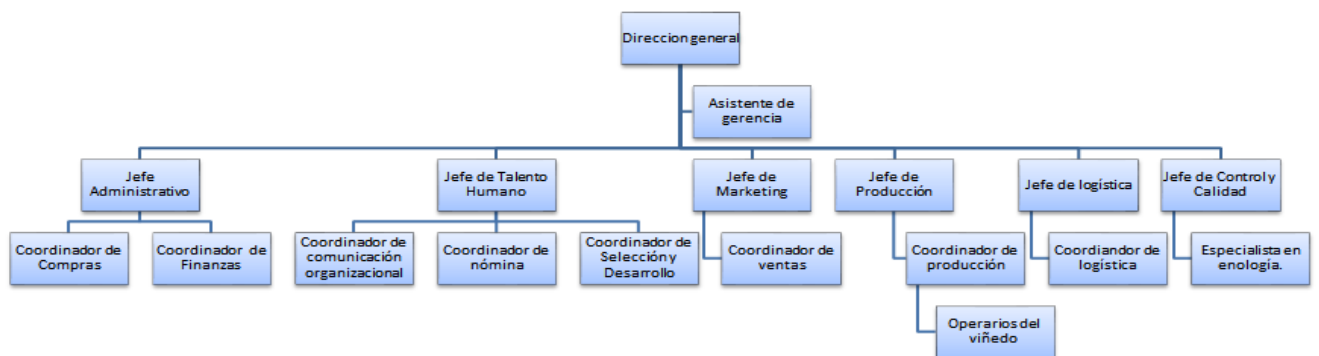 Direccion general
Asistente de
gerencia
Jefe
Administrativo
Jefe de Talento
Humano
Jefe de
Marketing
Jefe de
Producción
Jefe de logística
Jefe de Control y
Calidad
Coordinador de
Compras
Coordinador de
Finanzas
Coordinador de
comunicación
organizacional
Coordinador de
nómina
Coordinador de
Selección y
Desarrollo
Coordinador de
ventas
Coordinador de
producción
Coordiandor de
logística
Especialista en
enología.
Operarios del
viñedo